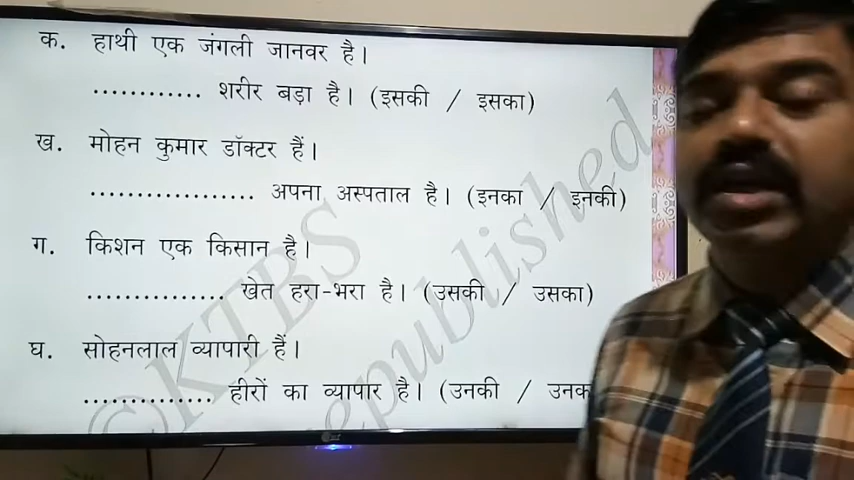 क. हाथी एक जंगली जानवर है।
............ शरीर बड़ा है। (इसकी / इसका)
ख. मोहन कुमार डॉक्टर हैं।
................. अपना अस्पताल है। (इनका / इनकी)
ग. किशन एक किसान है।
............... खेत हरा-भरा है। (उसकी / उसका)
घ. सोहनलाल व्यापारी हैं।
.............. हीरों का व्यापार है। (उनकी / उनक
©KTBS
republished